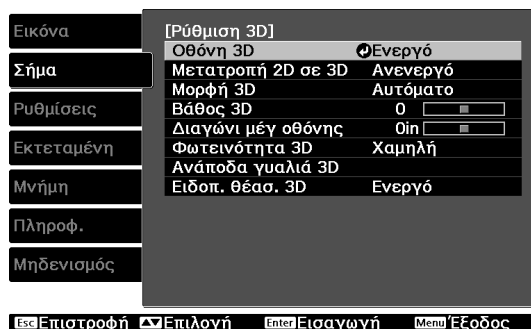 Εικόνα
Σήμα
Ρυθμίσεις
Εκτεταμένη
Μνήμη
Πληροφ.
Μηδενισμός
[Ρύθμιση 3D]
Οθόνη 3D Ενεργό
Μετατροπή 2D σε 3D Ανενεργό
Μορφή 3D Αυτόματο
Βάθος 3D 0
Διαγώνι μέγ οθόνης 0in
Φωτεινότητα 3D Χαμηλή
Ανάποδα γυαλιά 3D
Ειδοπ. θέασ. 3D Ενεργό
Esc Επιστροφή Επιλογή Enter Εισαγωγή Menu Έξοδος